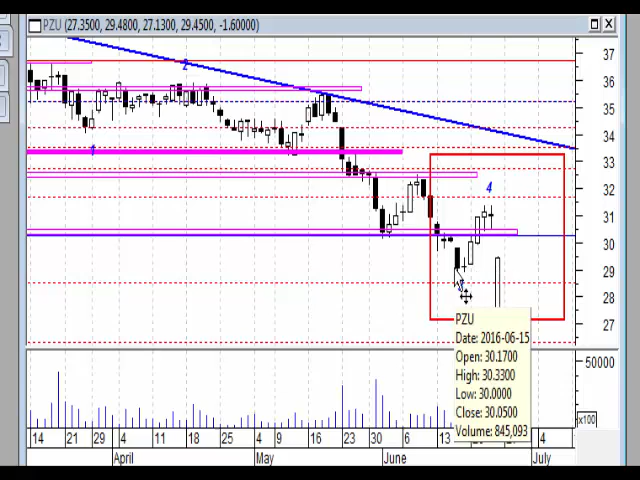 PZU (27.3500, 29.4800, 27.1300, 29.4500, -1.60000)
37
2
36
35
34
1
33
32
4
31
30
29
28
27
PZU
Date: 2016-06-15
Open: 30.1700
High: 30.3300
Low: 30.0000
Close: 30.0500
Volume: 845,093
50000
x100
14 21 29 4 11 18 25 4 9 16 23 30 6 13 4
April May June July